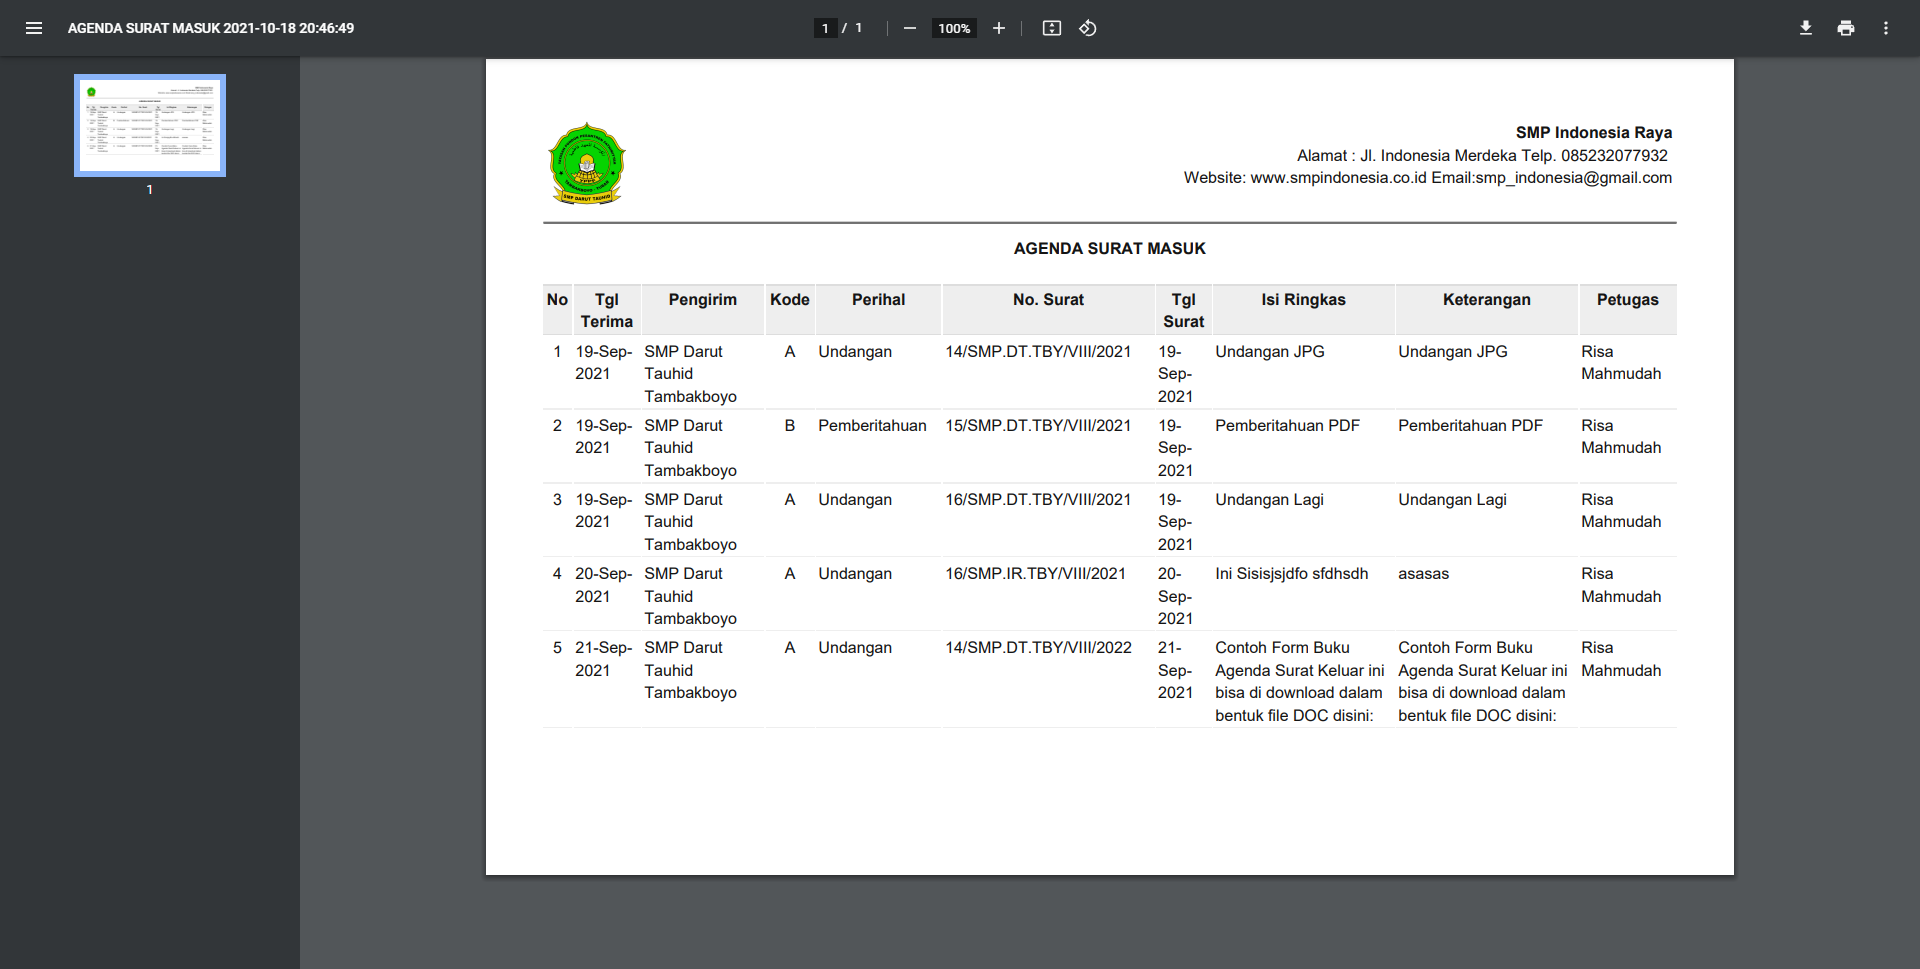 AGENDA SURAT MASUK 2021-10-18 20:46:49
1 / 1
100%
1
SMP DARUT TAUHID
SMP Indonesia Raya
Alamat : Jl. Indonesia Merdeka Telp. 085232077932
Website: www.smpindonesia.co.id Email:smp_indonesia@gmail.com
AGENDA SURAT MASUK
No Tgl Pengirim Kode Perihal No. Surat Tgl Isi Ringkas Keterangan Petugas
Terima Surat
1 19-Sep- SMP Darut A Undangan 14/SMP.DT.TBY/VIII/2021 19- Undangan JPG Undangan JPG Risa
2021 Tauhid Sep- Mahmudah
Tambakboyo 2021
2 19-Sep- SMP Darut B Pemberitahuan 15/SMP.DT.TBY/VIII/2021 19- Pemberitahuan PDF Pemberitahuan PDF Risa
2021 Tauhid Sep- Mahmudah
Tambakboyo 2021
3 19-Sep- SMP Darut A Undangan 16/SMP.DT.TBY/VIII/2021 19- Undangan Lagi Undangan Lagi Risa
2021 Tauhid Sep- Mahmudah
Tambakboyo 2021
4 20-Sep- SMP Darut A Undangan 16/SMP.IR.TBY/VIII/2021 20- Ini Sisisjsjdfo sfdhsdh asasas Risa
2021 Tauhid Sep- Mahmudah
Tambakboyo 2021
5 21-Sep- SMP Darut A Undangan 14/SMP.DT.TBY/VIII/2022 21- Contoh Form Buku Contoh Form Buku Risa
2021 Tauhid Sep- Agenda Surat Keluar ini Agenda Surat Keluar ini Mahmudah
Tambakboyo 2021 bisa di download dalam bisa di download dalam
bentuk file DOC disini: bentuk file DOC disini: